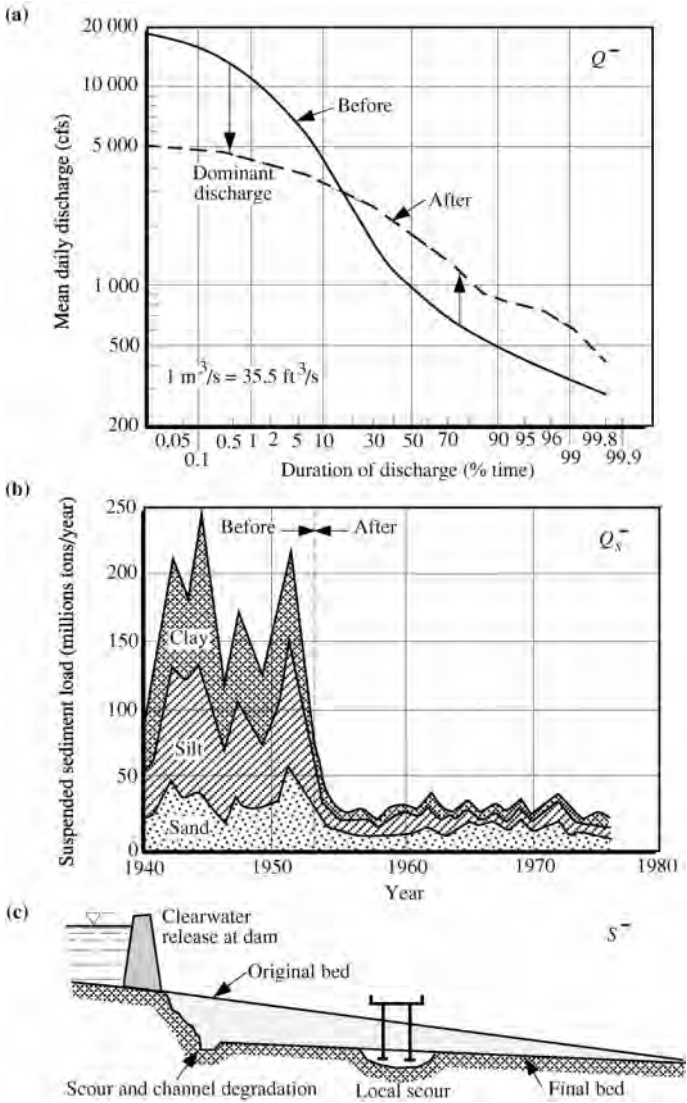 (a)
20 000
10 000
5 000
1 000
500
200
Mean daily discharge (cfs)
Q⁻
Before
Dominant
discharge
After
1 m³/s = 35.5 ft³/s
0.05 0.5 1 2 5 10 30 50 70 90 95 96 99.8
0.1 99 99.9
Duration of discharge (% time)
(b)
250
200
150
100
50
0
Suspended sediment load (millions ions/year)
Before After
Qₛ⁻
Clay
Silt
Sand
1940 1950 1960 1970 1980
Year
(c)
Clearwater
release at dam
S⁻
Original bed
Scour and channel degradation
Local scour
Final bed